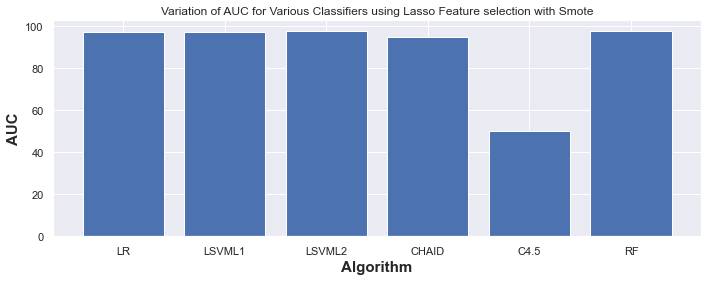 Variation of AUC for Various Classifiers using Lasso Feature selection with Smote
100
80
60
40
20
0
AUC
LR LSVML1 LSVML2 CHAID C4.5 RF
Algorithm